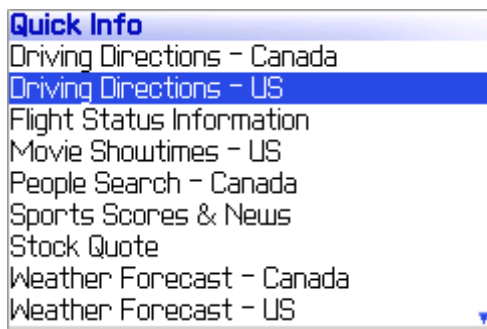 Quick Info
Driving Directions - Canada
Driving Directions - US
Flight Status Information
Movie Showtimes - US
People Search - Canada
Sports Scores & News
Stock Quote
Weather Forecast - Canada
Weather Forecast - US